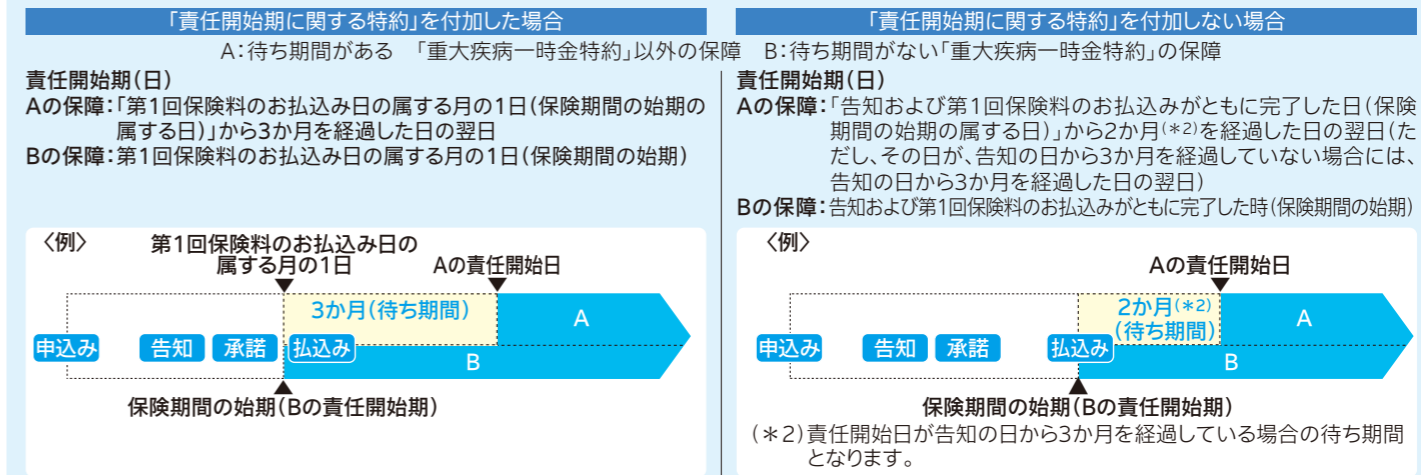 「責任開始期に関する特約」を付加した場合
「責任開始期に関する特約」を付加しない場合
A:待ち期間がある 「重大疾病一時金特約」以外の保障 B:待ち期間がない「重大疾病一時金特約」の保障
責任開始期(日)
Aの保障:「第1回保険料のお払込み日の属する月の1日(保険期間の始期の
属する日)」から3か月を経過した日の翌日
Bの保障:第1回保険料のお払込み日の属する月の1日(保険期間の始期)
〈例〉
第1回保険料のお払込み日の
属する月の1日
Aの責任開始日
3か月(待ち期間)
A
申込み 告知 承諾 払込み
B
保険期間の始期(Bの責任開始期)
責任開始期(日)
Aの保障:「告知および第1回保険料のお払込みがともに完了した日(保険
期間の始期の属する日)」から2か月(*2)を経過した日の翌日(た
だし、その日が、告知の日から3か月を経過していない場合には、
告知の日から3か月を経過した日の翌日)
Bの保障:告知および第1回保険料のお払込みがともに完了した時(保険期間の始期)
〈例〉
Aの責任開始日
2か月(*2)
(待ち期間)
A
申込み 告知 承諾 払込み
B
保険期間の始期(Bの責任開始期)
(*2)責任開始日が告知の日から3か月を経過している場合の待ち期間
となります。